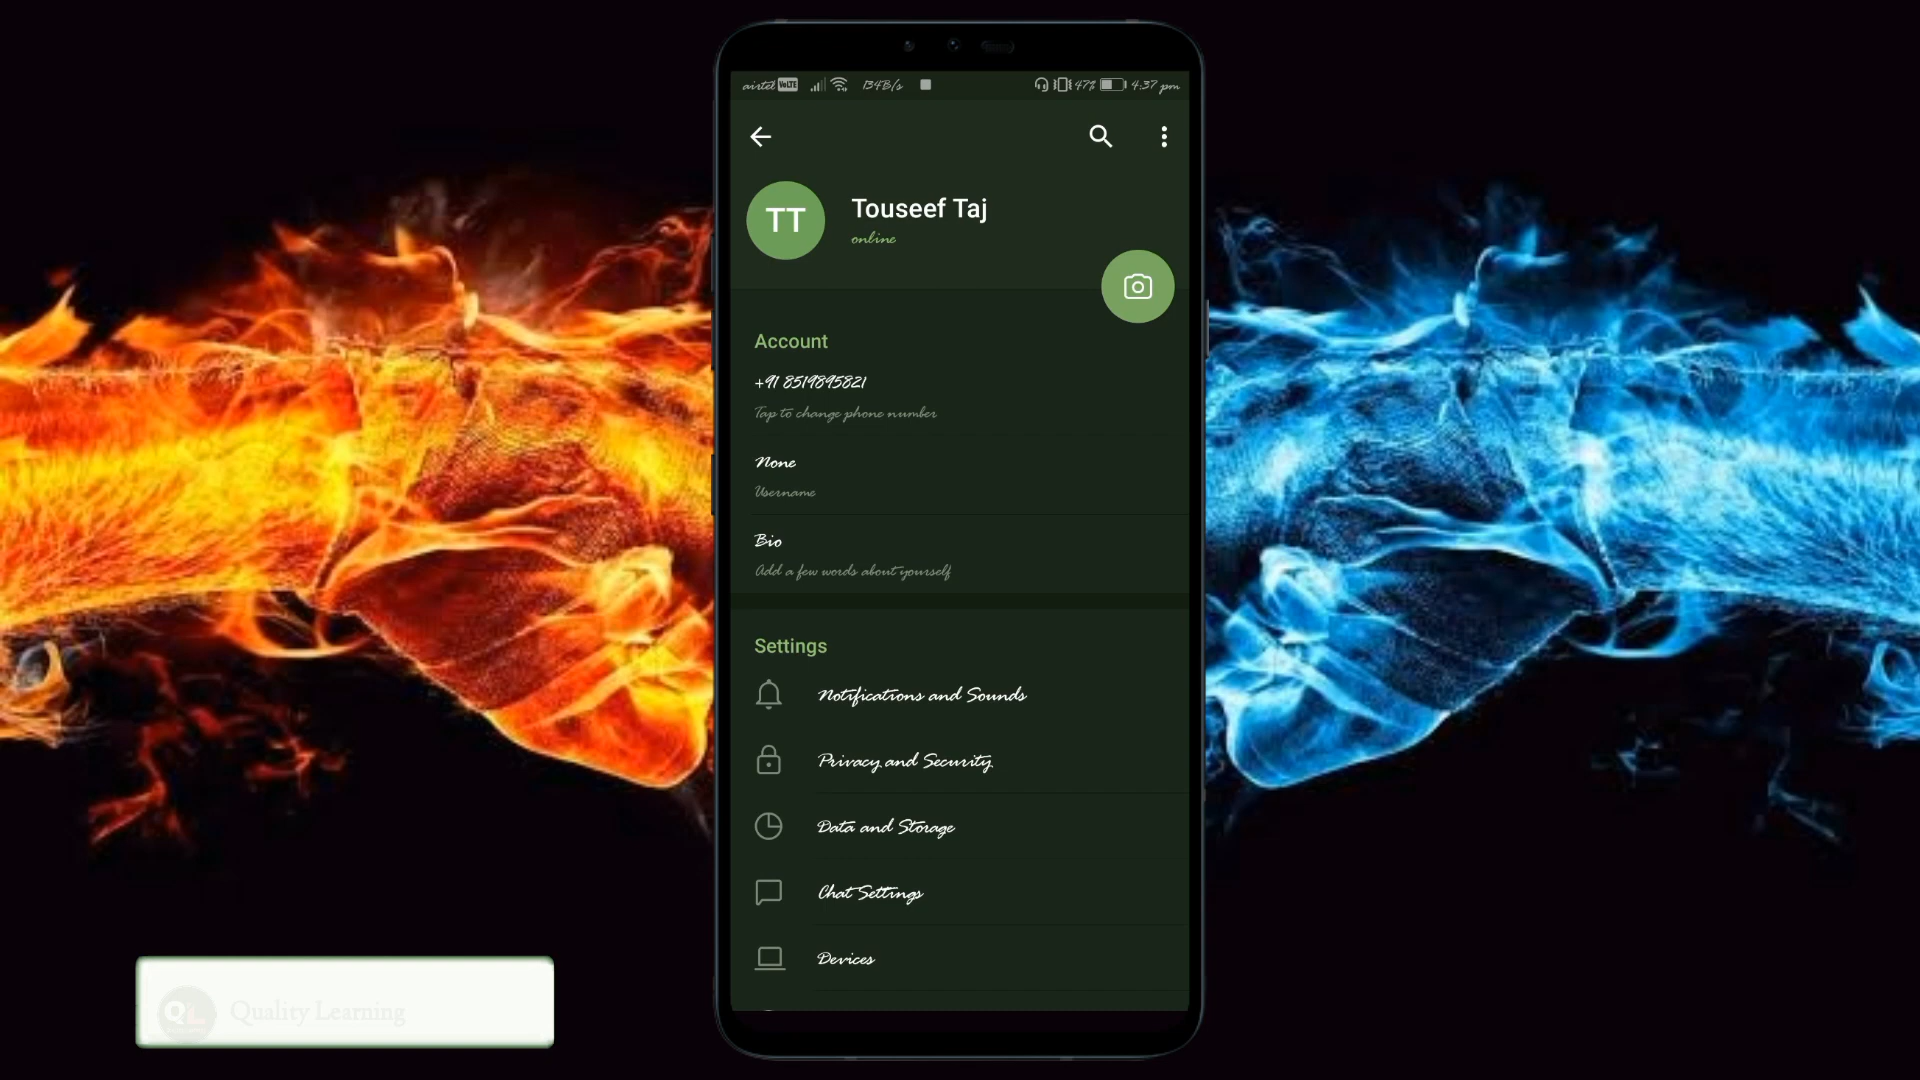 airtel VoLTE 134B/s 47% 4:37 pm
TT
Touseef Taj
online
Account
+91 8519895821
Tap to change phone number
None
Username
Bio
Add a few words about yourself
Settings
Notifications and Sounds
Privacy and Security
Data and Storage
Chat Settings
Devices
QL Quality Learning